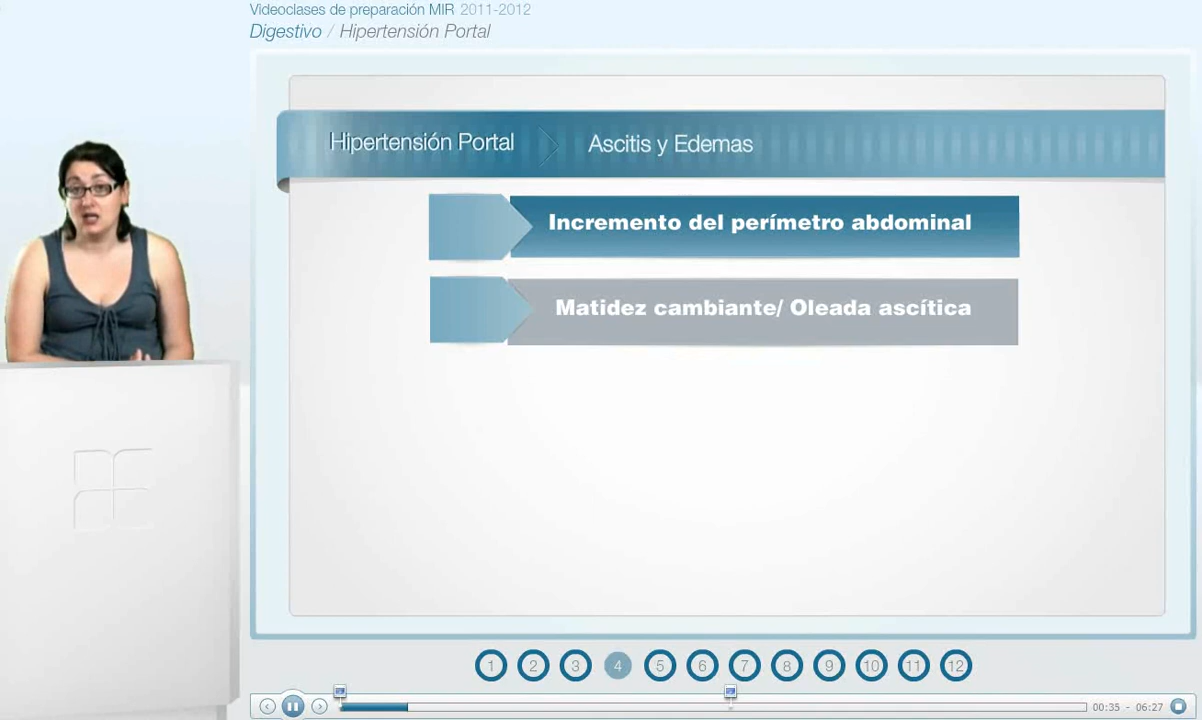 Videoclases de preparación MIR 2011-2012
Digestivo / Hipertensión Portal
Hipertensión Portal
Ascitis y Edemas
Incremento del perímetro abdominal
Matidez cambiante/ Oleada ascítica
1 2 3 4 5 6 7 8 9 10 11 12
00:35 - 06:27